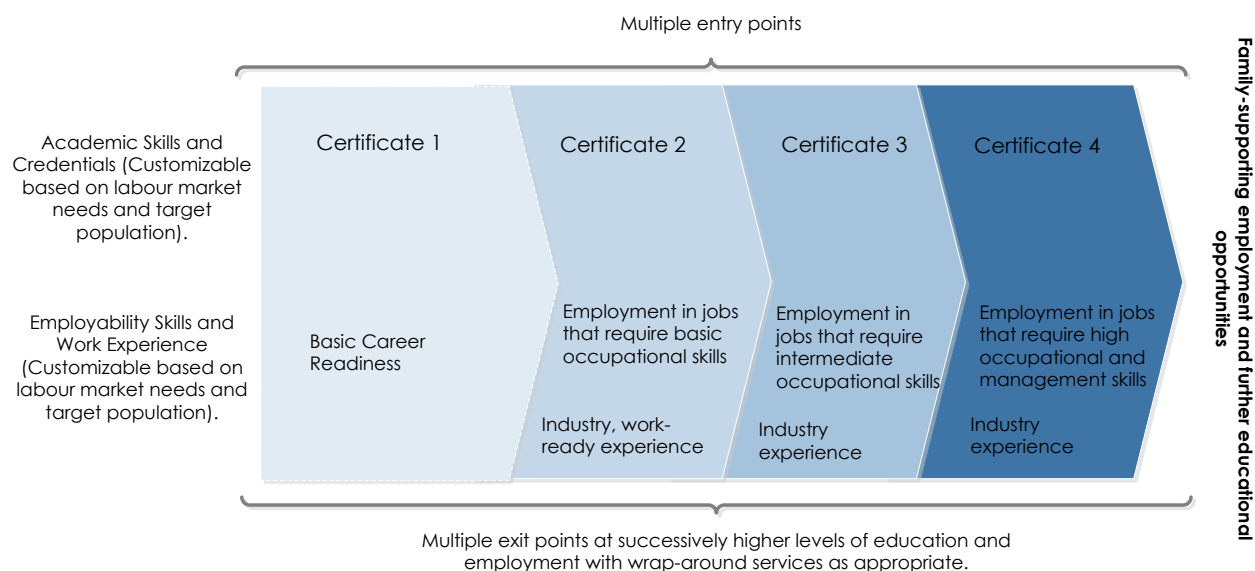 Multiple entry points
Academic Skills and
Credentials (Customizable
based on labour market
needs and target
population).
Certificate 1
Certificate 2
Certificate 3
Certificate 4
Employability Skills and
Work Experience
(Customizable based on
labour market needs and
target population).
Basic Career
Readiness
Employment in jobs
that require basic
occupational skills
Industry, work-
ready experience
Employment in
jobs that require
intermediate
occupational skills
Industry
experience
Employment in jobs
that require high
occupational and
management skills
Industry
experience
Family-supporting employment and further educational
opportunities
Multiple exit points at successively higher levels of education and
employment with wrap-around services as appropriate.